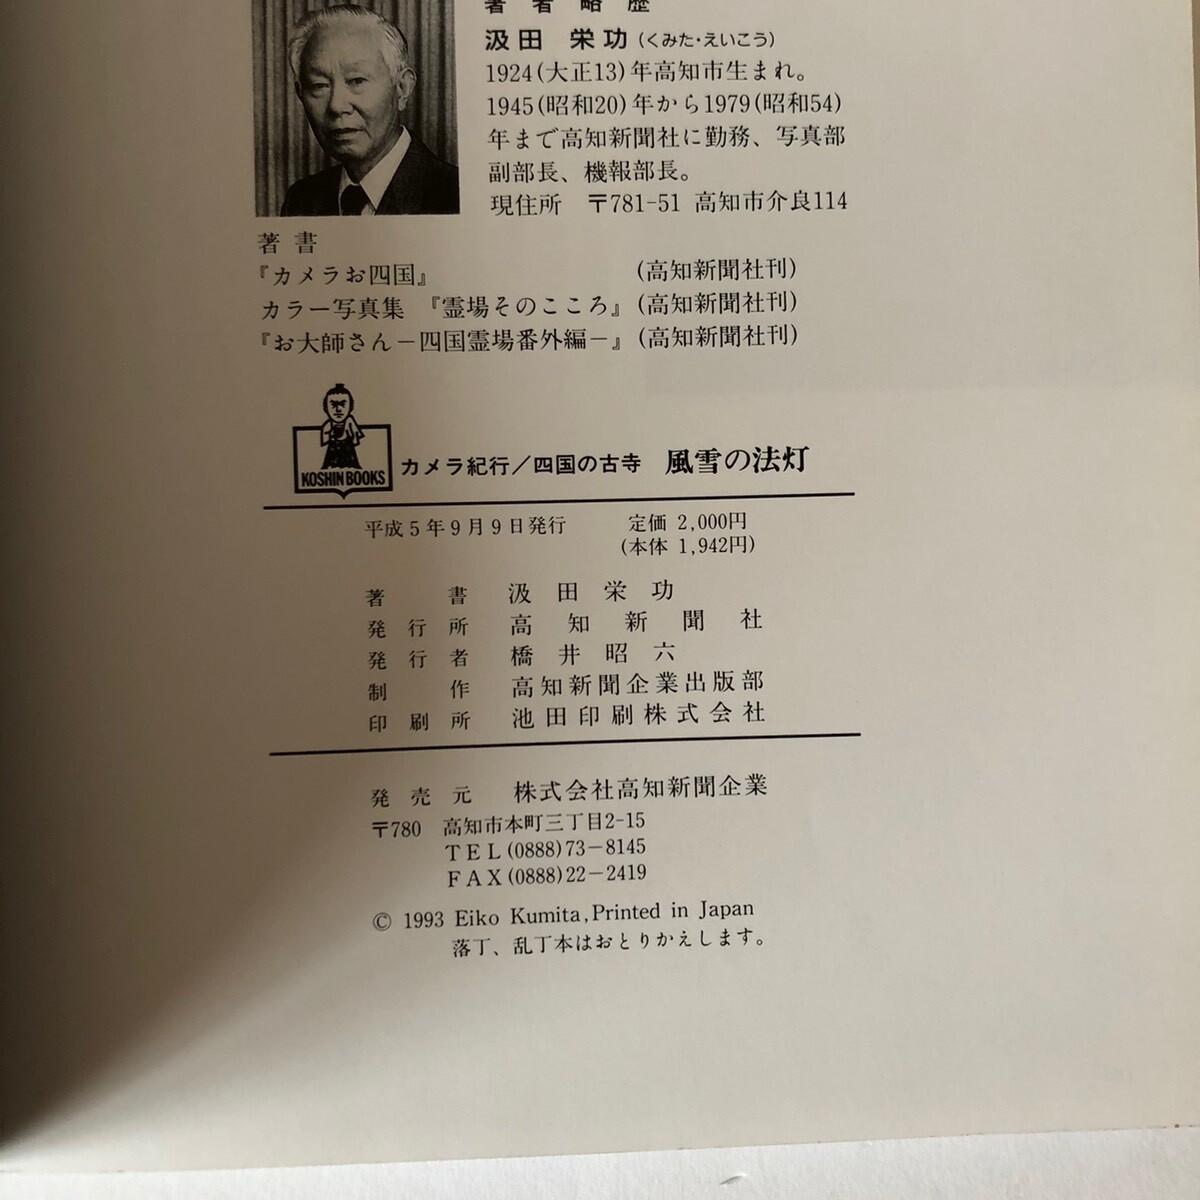 著者略歴
汲田 栄功(くみた・えいこう)
1924(大正13)年高知市生まれ。
1945(昭和20)年から1979(昭和54)
年まで高知新聞社に勤務、写真部
副部長、機報部長。
現住所 〒781-51 高知市介良114
著書
『カメラお四国』 (高知新聞社刊)
カラー写真集 『霊場そのこころ』(高知新聞社刊)
『お大師さん－四国霊場番外編－』(高知新聞社刊)
KOSHIN BOOKS
カメラ紀行／四国の古寺 風雪の法灯
平成5年9月9日発行 定価 2,000円
(本体 1,942円)
著書 汲田栄功
発行所 高知新聞社
発行者 橋井昭六
制作 高知新聞企業出版部
印刷所 池田印刷株式会社
発売元 株式会社高知新聞企業
〒780 高知市本町三丁目2-15
TEL(0888)73－8145
FAX(0888)22－2419
© 1993 Eiko Kumita,Printed in Japan
落丁、乱丁本はおとりかえします。